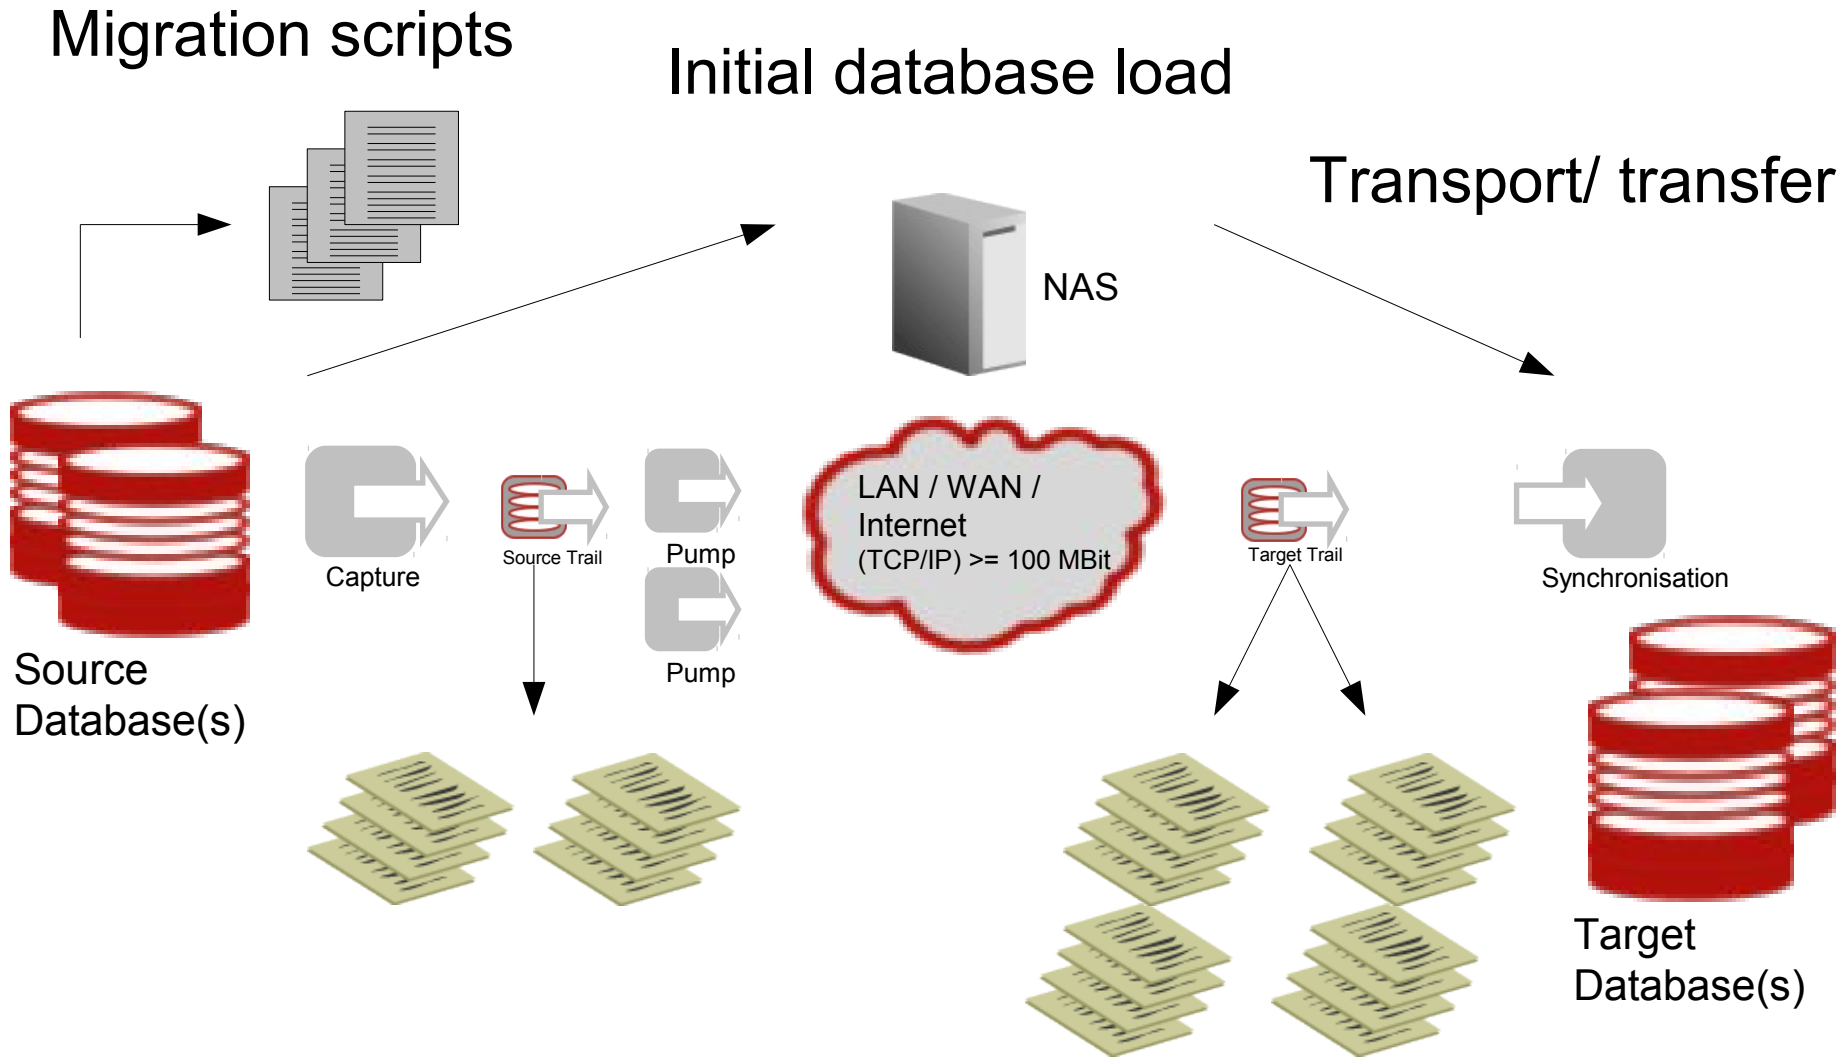 Migration scripts
Initial database load
Transport/ transfer
NAS
LAN / WAN /
Internet
(TCP/IP) >= 100 MBit
Capture
Source Trail
Pump
Pump
Target Trail
Synchronisation
Source
Database(s)
Target
Database(s)